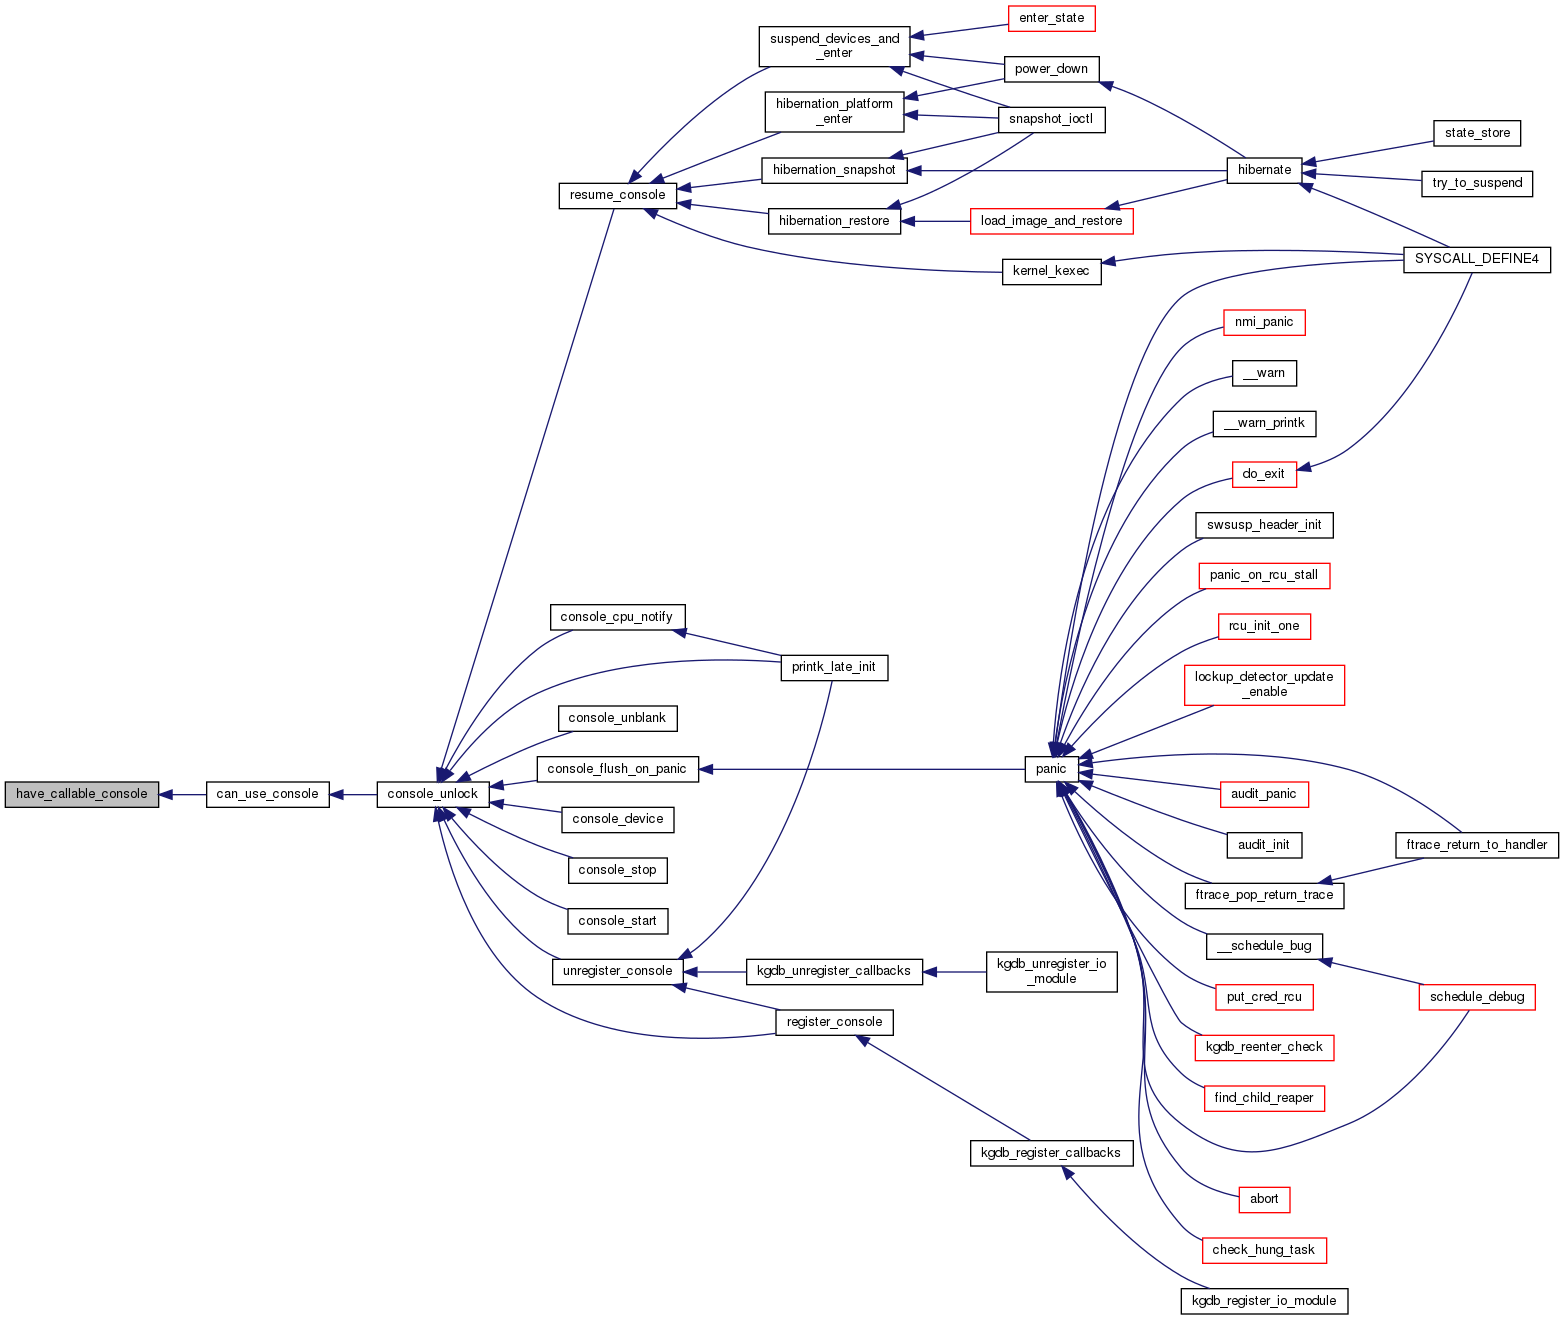 enter_state
suspend_devices_and
_enter
power_down
hibernation_platform
_enter
snapshot_ioctl
state_store
hibernation_snapshot
hibernate
try_to_suspend
resume_console
hibernation_restore
load_image_and_restore
kernel_kexec
SYSCALL_DEFINE4
nmi_panic
__warn
__warn_printk
do_exit
swsusp_header_init
panic_on_rcu_stall
console_cpu_notify
rcu_init_one
printk_late_init
lockup_detector_update
_enable
console_unblank
console_flush_on_panic
panic
have_callable_console
can_use_console
console_unlock
audit_panic
console_device
audit_init
ftrace_return_to_handler
console_stop
ftrace_pop_return_trace
console_start
__schedule_bug
unregister_console
kgdb_unregister_callbacks
kgdb_unregister_io
_module
put_cred_rcu
schedule_debug
register_console
kgdb_reenter_check
find_child_reaper
kgdb_register_callbacks
abort
check_hung_task
kgdb_register_io_module